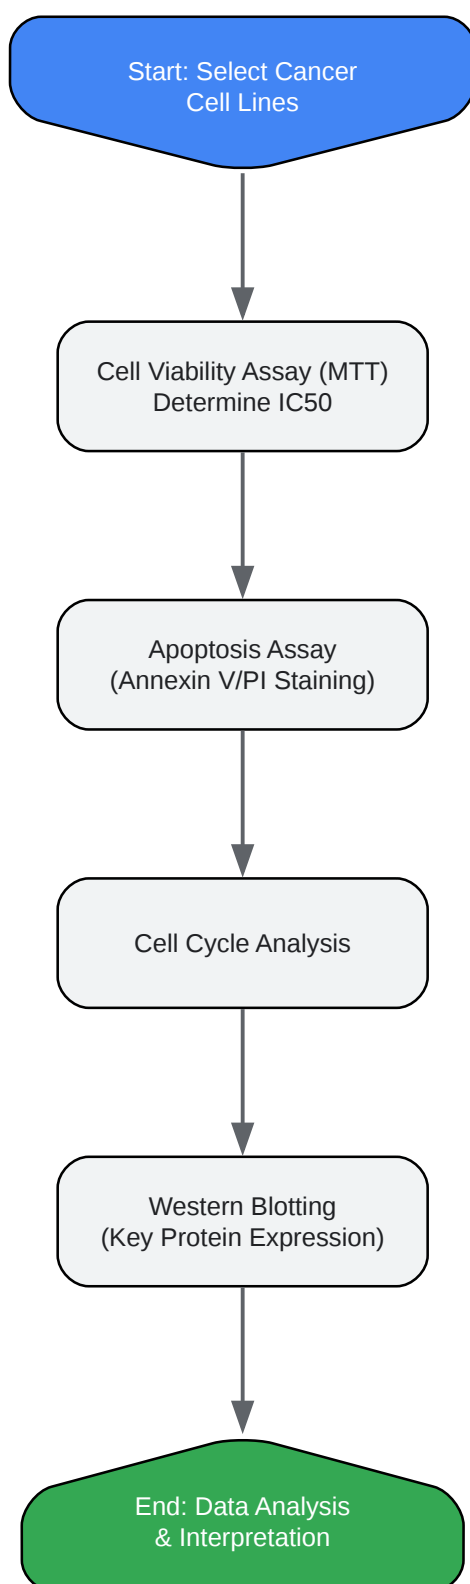 Start: Select Cancer
Cell Lines
Cell Viability Assay (MTT)
Determine IC50
Apoptosis Assay
(Annexin V/PI Staining)
Cell Cycle Analysis
Western Blotting
(Key Protein Expression)
End: Data Analysis
& Interpretation